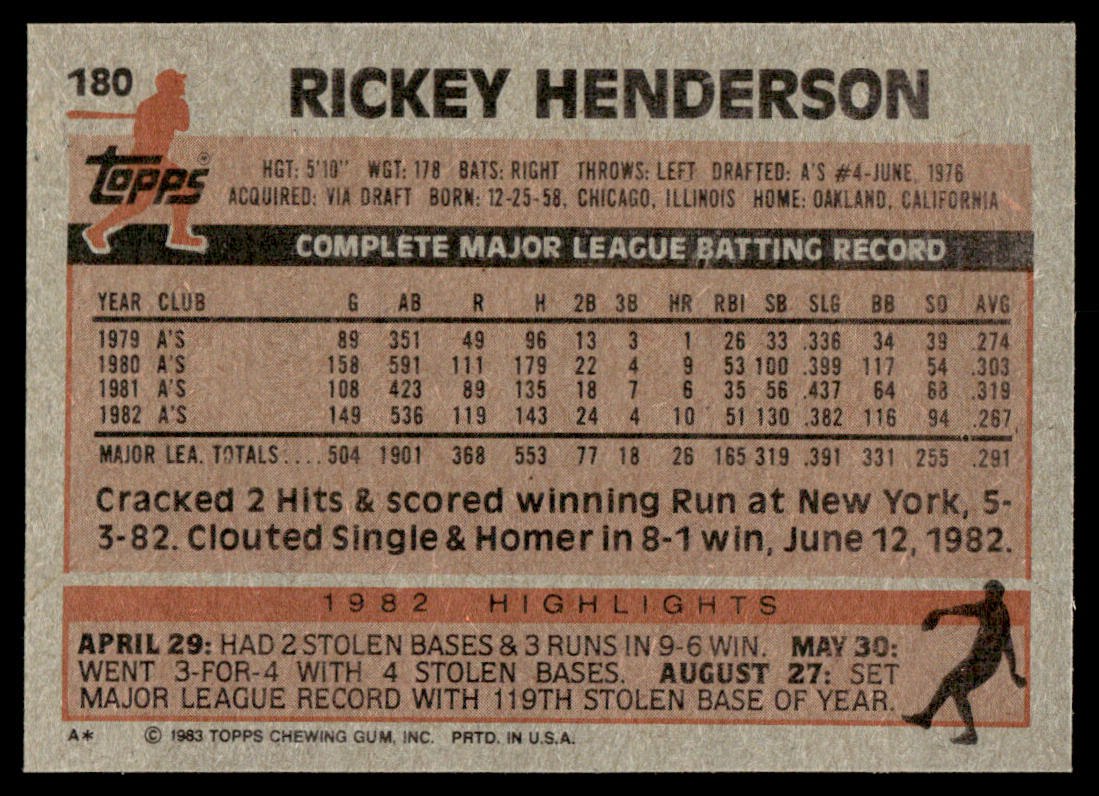 180
RICKEY HENDERSON
Topps®
HGT: 5'10" WGT: 178 BATS: RIGHT THROWS: LEFT DRAFTED: A'S #4-JUNE, 1976
ACQUIRED: VIA DRAFT BORN: 12-25-58, CHICAGO, ILLINOIS HOME: OAKLAND, CALIFORNIA
COMPLETE MAJOR LEAGUE BATTING RECORD
YEAR CLUB G AB R H 2B 3B HR RBI SB SLG BB SO AVG
1979 A'S 89 351 49 96 13 3 1 26 33 .336 34 39 .274
1980 A'S 158 591 111 179 22 4 9 53 100 .399 117 54 .303
1981 A'S 108 423 89 135 18 7 6 35 56 .437 64 68 .319
1982 A'S 149 536 119 143 24 4 10 51 130 .382 116 94 .267
MAJOR LEA. TOTALS.... 504 1901 368 553 77 18 26 165 319 .391 331 255 .291
Cracked 2 Hits & scored winning Run at New York, 5-
3-82. Clouted Single & Homer in 8-1 win, June 12, 1982.
1982 HIGHLIGHTS
APRIL 29: HAD 2 STOLEN BASES & 3 RUNS IN 9-6 WIN. MAY 30:
WENT 3-FOR-4 WITH 4 STOLEN BASES. AUGUST 27: SET
MAJOR LEAGUE RECORD WITH 119TH STOLEN BASE OF YEAR.
A* © 1983 TOPPS CHEWING GUM, INC. PRTD. IN U.S.A.